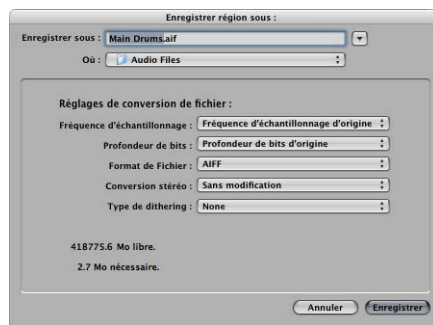 Enregistrer région sous :
Enregistrer sous : Main Drums.aif
Où : Audio Files
Réglages de conversion de fichier :
Fréquence d'échantillonnage : Fréquence d'échantillonnage d'origine
Profondeur de bits : Profondeur de bits d'origine
Format de Fichier : AIFF
Conversion stéréo : Sans modification
Type de dithering : None
418775.6 Mo libre.
2.7 Mo nécessaire.
Annuler Enregistrer